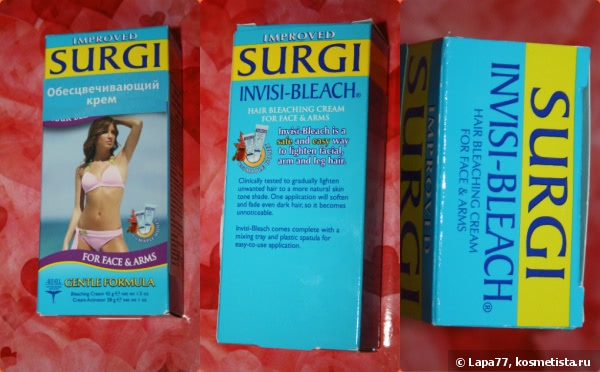 IMPROVED
SURGI
Обесцвечивающий
крем
FOR FACE & ARMS
GENTLE FORMULA
IMPROVED
SURGI
INVISI-BLEACH®
HAIR BLEACHING CREAM
FOR FACE & ARMS
Invisi-Bleach is a
safe and easy way
to lighten facial,
arm and leg hair.
Clinically tested to gradually lighten
unwanted hair to a more natural skin
tone shade. One application will soften
and fade even dark hair, so it becomes
unnoticeable.
Invisi-Bleach comes complete with a
mixing tray and plastic spatula for
easy-to-use application.
SURGI
INVISI-BLEACH®
HAIR BLEACHING CREAM
FOR FACE & ARMS
IMPROVED
SURGI
© Lapa77, kosmetista.ru